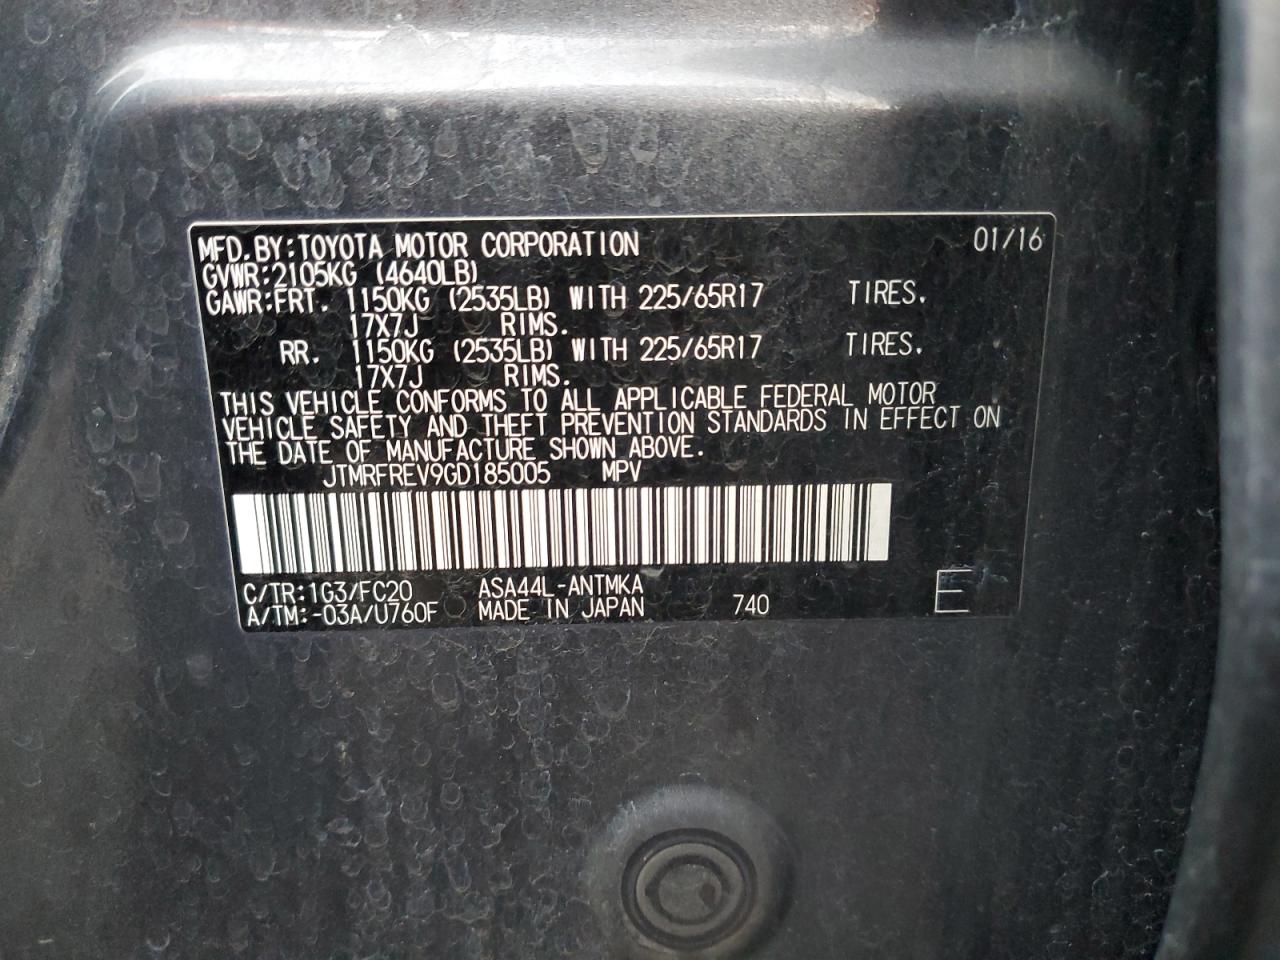 MFD.BY:TOYOTA MOTOR CORPORATION 01/16
GVWR:2105KG (4640LB)
GAWR:FRT. 1150KG (2535LB) WITH 225/65R17 TIRES.
17X7J RIMS.
RR. 1150KG (2535LB) WITH 225/65R17 TIRES.
17X7J RIMS.
THIS VEHICLE CONFORMS TO ALL APPLICABLE FEDERAL MOTOR
VEHICLE SAFETY AND THEFT PREVENTION STANDARDS IN EFFECT ON
THE DATE OF MANUFACTURE SHOWN ABOVE.
JTMRFREV9GD185005 MPV
C/TR:1G3/FC20 ASA44L-ANTMKA
A/TM:-03A/U760F MADE IN JAPAN 740 E